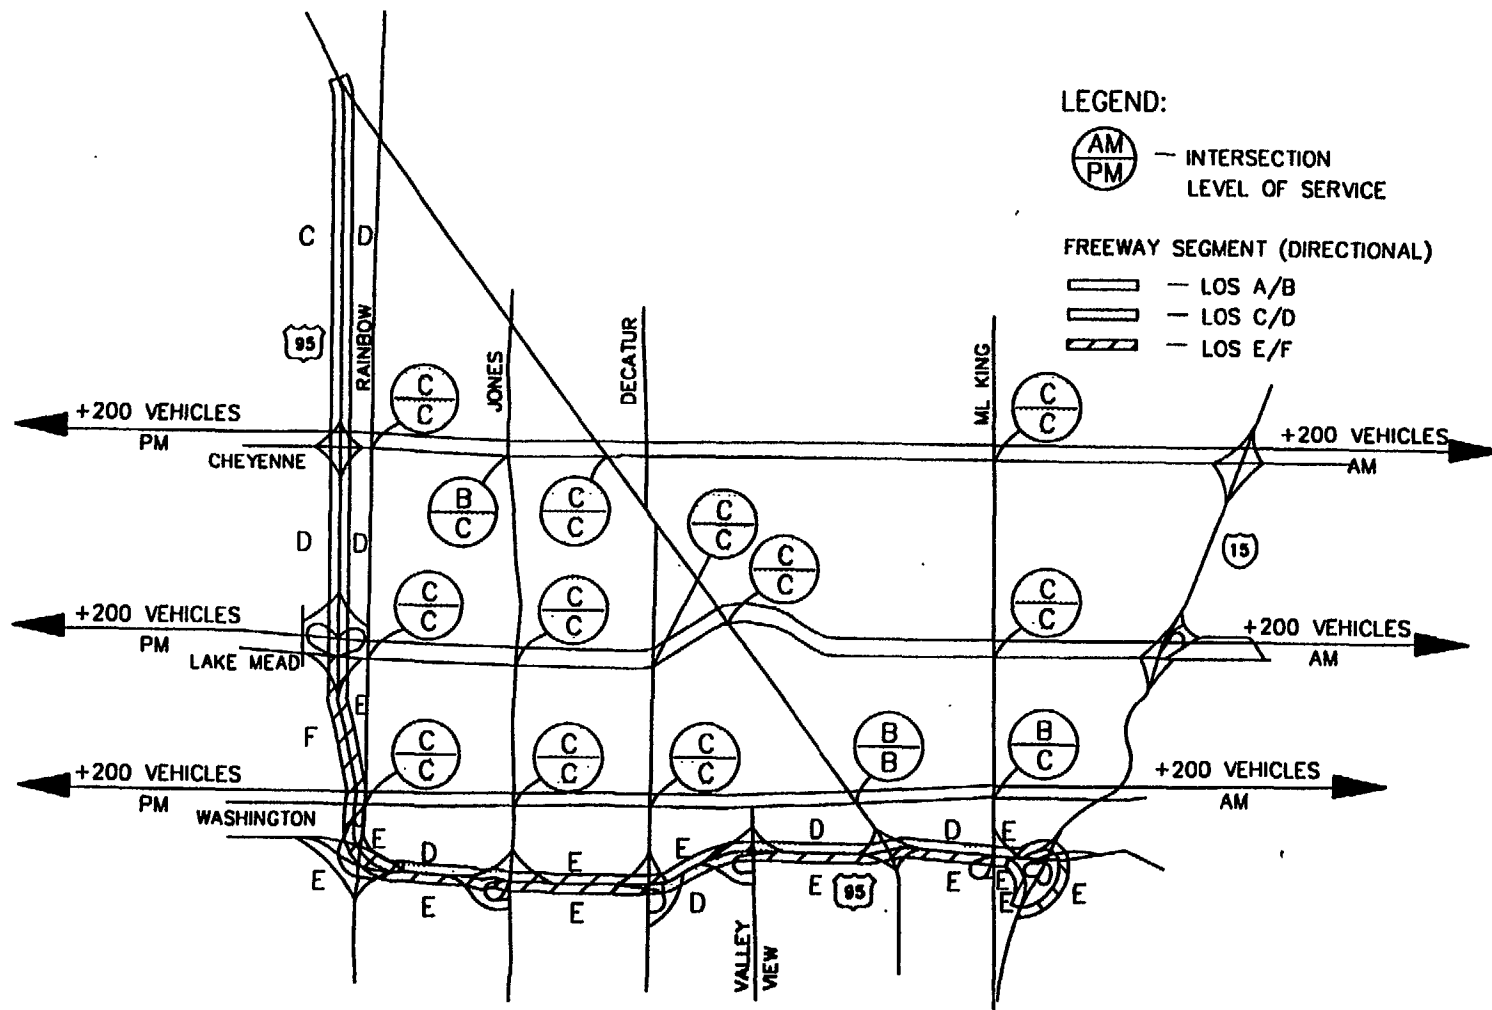 LEGEND:
AM
PM
— INTERSECTION
LEVEL OF SERVICE
FREEWAY SEGMENT (DIRECTIONAL)
— LOS A/B
— LOS C/D
— LOS E/F
C
D
95
RAINBOW
JONES
DECATUR
ML KING
C
C
C
C
+200 VEHICLES
PM
CHEYENNE
+200 VEHICLES
AM
B
C
C
C
C
C
D
D
15
C
C
C
C
C
C
C
C
+200 VEHICLES
PM
LAKE MEAD
+200 VEHICLES
AM
E
F
C
C
C
C
C
C
B
B
B
C
+200 VEHICLES
PM
WASHINGTON
+200 VEHICLES
AM
E
D
E
E
D
D
E
E
E
E
D
E
95
E
E
E
E
VALLEY
VIEW